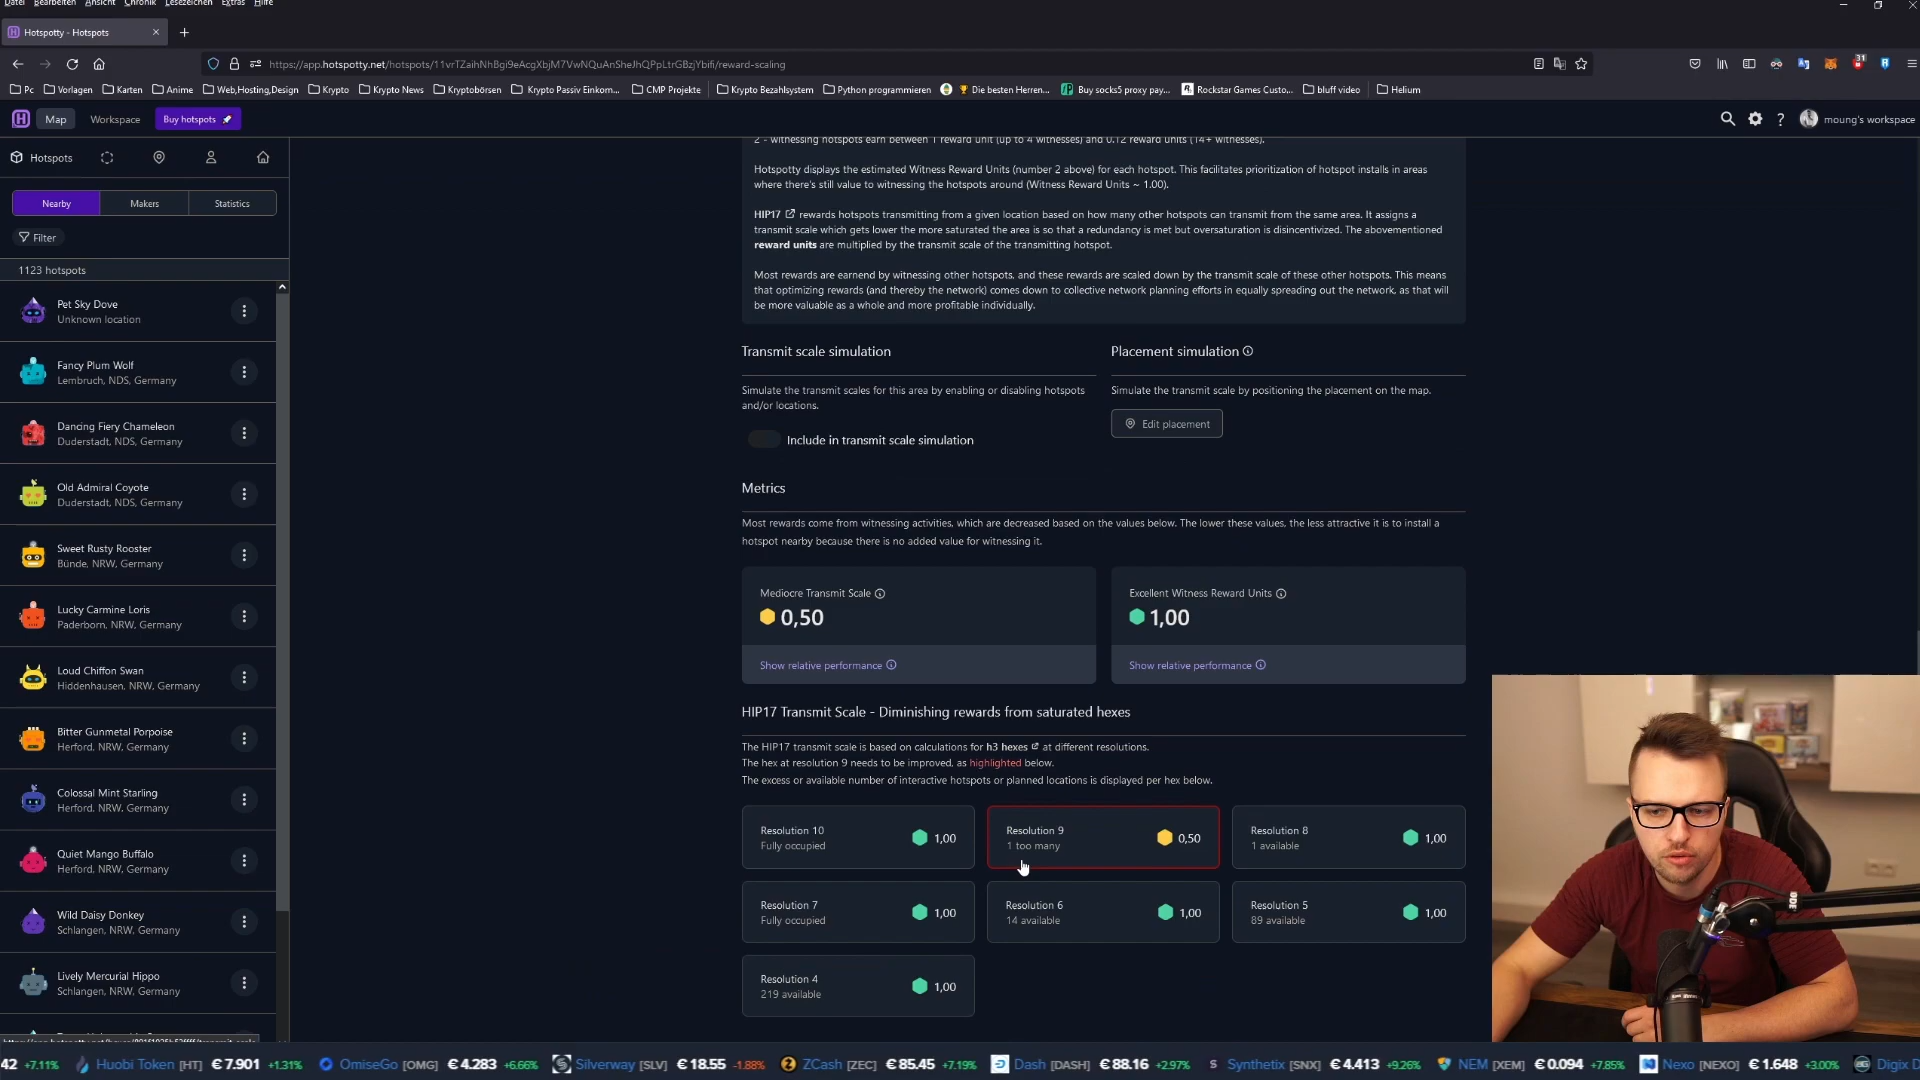 Datei Bearbeiten Ansicht Chronik Lesezeichen Extras Hilfe
Hotspotty - Hotspots
https://app.hotspotty.net/hotspots/11vrTZaihNhBgi9eAcgXbjM7VwNQuAnSheJhQPpLtrGBzjYbifi/reward-scaling
31
Pc Vorlagen Karten Anime Web,Hosting,Design Krypto Krypto News Kryptobörsen Krypto Passiv Einkom... CMP Projekte Krypto Bezahlsystem Python programmieren Die besten Herren... Buy socks5 proxy pay... Rockstar Games Custo... bluff video Helium
Map Workspace Buy hotspots
moung's workspace
Hotspots
Nearby Makers Statistics
Filter
1123 hotspots
Pet Sky Dove
Unknown location
Fancy Plum Wolf
Lembruch, NDS, Germany
Dancing Fiery Chameleon
Duderstadt, NDS, Germany
Old Admiral Coyote
Duderstadt, NDS, Germany
Sweet Rusty Rooster
Bünde, NRW, Germany
Lucky Carmine Loris
Paderborn, NRW, Germany
Loud Chiffon Swan
Hiddenhausen, NRW, Germany
Bitter Gunmetal Porpoise
Herford, NRW, Germany
Colossal Mint Starling
Herford, NRW, Germany
Quiet Mango Buffalo
Herford, NRW, Germany
Wild Daisy Donkey
Schlangen, NRW, Germany
Lively Mercurial Hippo
Schlangen, NRW, Germany
2 - witnessing hotspots earn between 1 reward unit (up to 4 witnesses) and 0.12 reward units (14+ witnesses).
Hotspotty displays the estimated Witness Reward Units (number 2 above) for each hotspot. This facilitates prioritization of hotspot installs in areas
where there's still value to witnessing the hotspots around (Witness Reward Units ~ 1.00).
HIP17 rewards hotspots transmitting from a given location based on how many other hotspots can transmit from the same area. It assigns a
transmit scale which gets lower the more saturated the area is so that a redundancy is met but oversaturation is disincentivized. The abovementioned
reward units are multiplied by the transmit scale of the transmitting hotspot.
Most rewards are earnend by witnessing other hotspots, and these rewards are scaled down by the transmit scale of these other hotspots. This means
that optimizing rewards (and thereby the network) comes down to collective network planning efforts in equally spreading out the network, as that will
be more valuable as a whole and more profitable individually.
Transmit scale simulation
Simulate the transmit scales for this area by enabling or disabling hotspots
and/or locations.
Include in transmit scale simulation
Placement simulation
Simulate the transmit scale by positioning the placement on the map.
Edit placement
Metrics
Most rewards come from witnessing activities, which are decreased based on the values below. The lower these values, the less attractive it is to install a
hotspot nearby because there is no added value for witnessing it.
Mediocre Transmit Scale
0,50
Show relative performance
Excellent Witness Reward Units
1,00
Show relative performance
HIP17 Transmit Scale - Diminishing rewards from saturated hexes
The HIP17 transmit scale is based on calculations for h3 hexes at different resolutions.
The hex at resolution 9 needs to be improved, as highlighted below.
The excess or available number of interactive hotspots or planned locations is displayed per hex below.
Resolution 10
Fully occupied
1,00
Resolution 9
1 too many
0,50
Resolution 8
1 available
1,00
Resolution 7
Fully occupied
1,00
Resolution 6
14 available
1,00
Resolution 5
89 available
1,00
Resolution 4
219 available
1,00
42 +7.11% Huobi Token [HT] € 7.901 +1.31% OmiseGo [OMG] € 4.283 +6.66% Silverway [SLV] € 18.55 -1.88% ZCash [ZEC] € 85.45 +7.19% Dash [DASH] € 88.16 +2.97% Synthetix [SNX] € 4.413 +9.26% NEM [XEM] € 0.094 +7.85% Nexo [NEXO] € 1.648 +3.00% Digix D